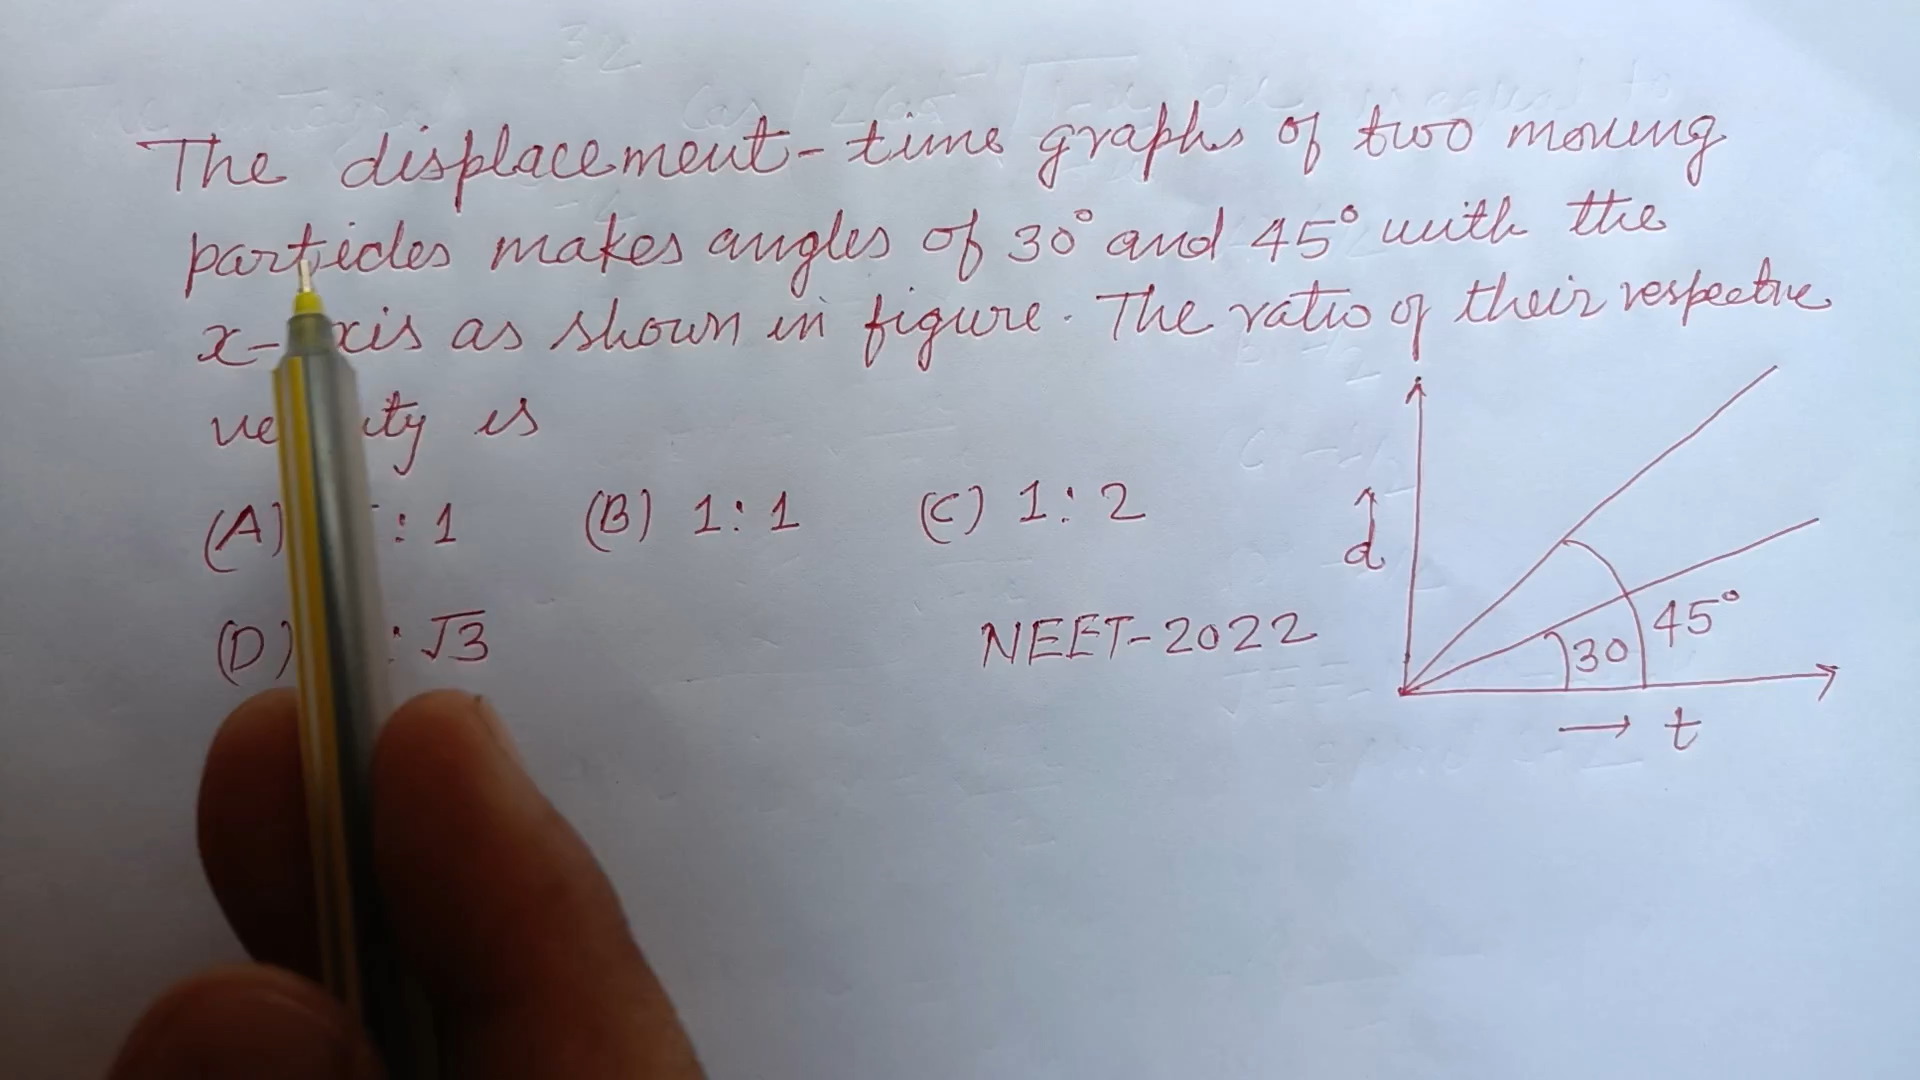 The displacement-time graphs of two moving
particles makes angles of 30° and 45° with the
x- xis as shown in figure. The ratio of their respective
ve ity is
(A) : 1 (B) 1:1 (C) 1:2
(D) : √3 NEET-2022
d
45°
30
t